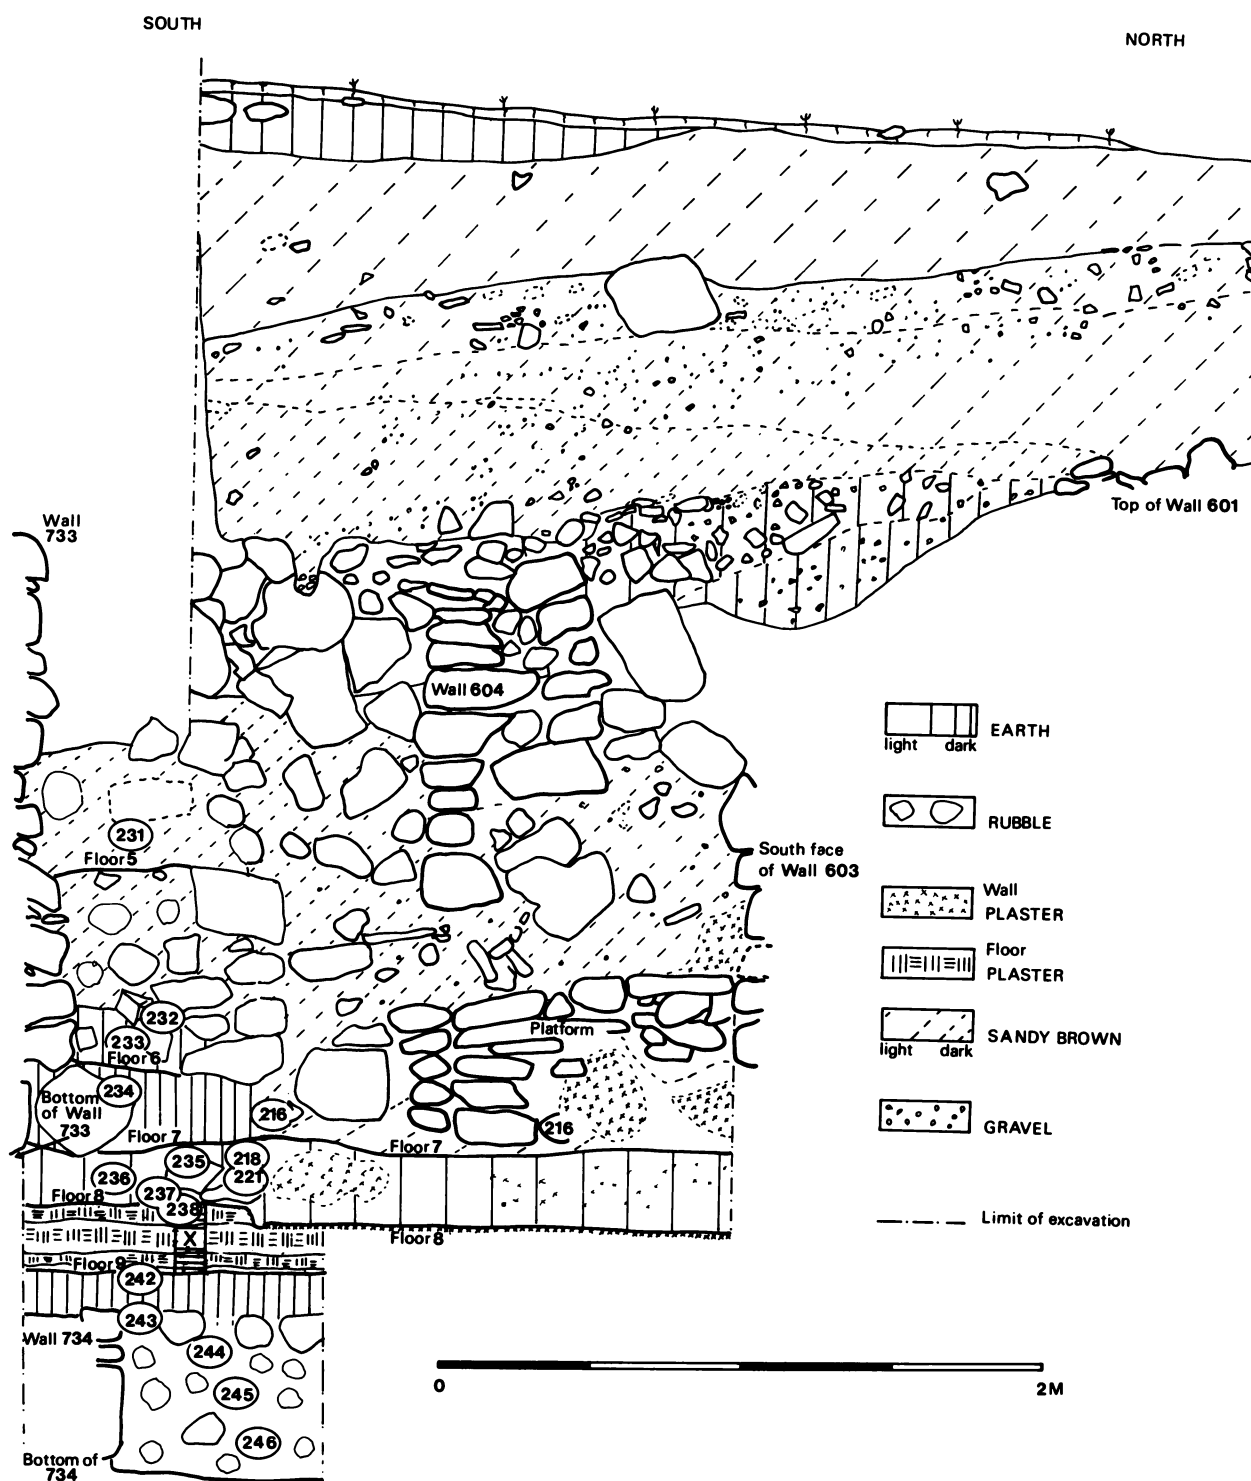 SOUTH
NORTH
Wall
733
Top of Wall 601
Wall 604
EARTH
light dark
RUBBLE
231
Floor 5
South face
of Wall 603
Wall
PLASTER
Floor
PLASTER
232
Platform
233
Floor 6
SANDY BROWN
light dark
234
Bottom
of Wall
733
216
216
GRAVEL
Floor 7
Floor 7
235
218
236
221
237
Floor 8
238
X
Floor 8
Limit of excavation
Floor 9
242
243
Wall 734
244
245
0
2M
246
Bottom of
734